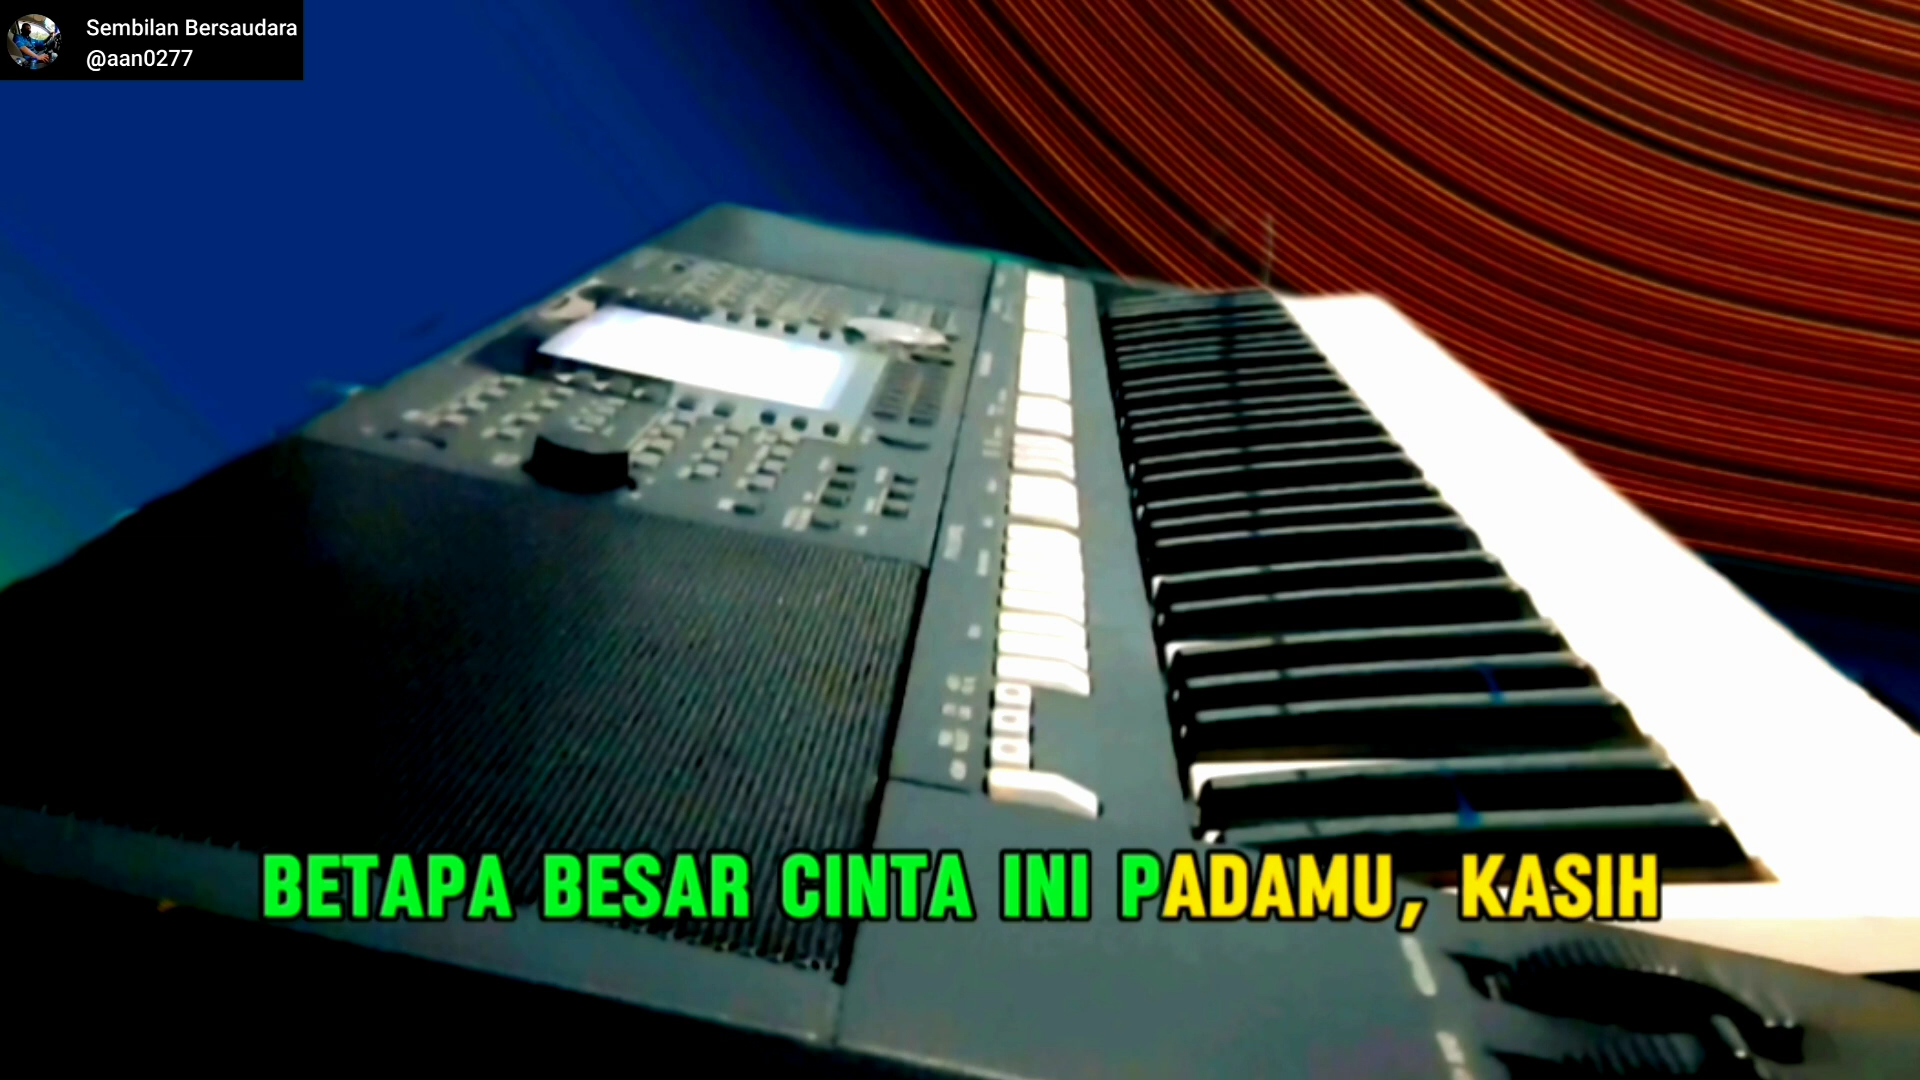 Sembilan Bersaudara
@aan0277
BETAPA BESAR CINTA INI PADAMU, KASIH